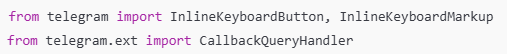 from telegram import InlineKeyboardButton, InlineKeyboardMarkup
from telegram.ext import CallbackQueryHandler